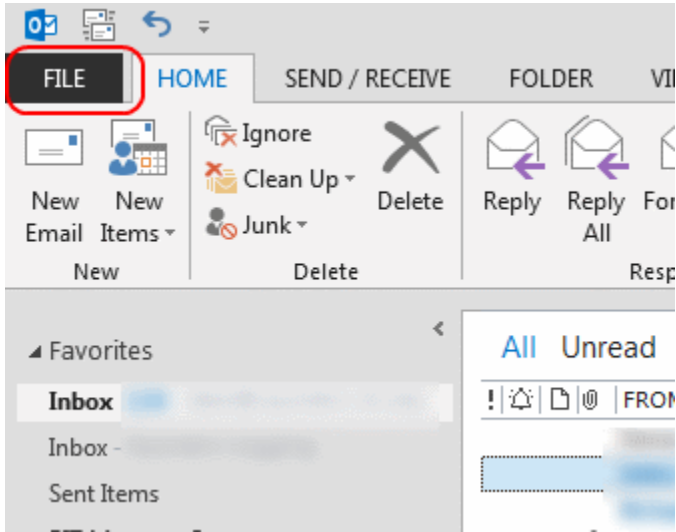 FILE HOME SEND / RECEIVE FOLDER
Ignore
Clean Up
Junk
New Email
New Items
Delete
Reply
Reply All
New
Delete
Favorites
All Unread
Inbox
! FROM
Inbox -
Sent Items